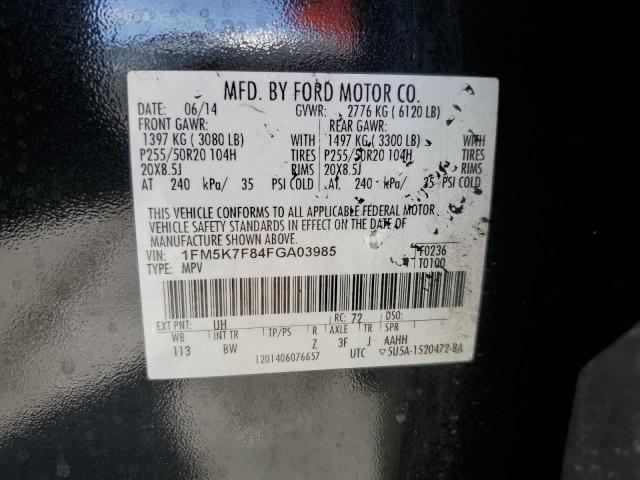 MFD. BY FORD MOTOR CO.
DATE: 06/14 GVWR: 2776 KG ( 6120 LB)
FRONT GAWR: REAR GAWR:
1397 KG ( 3080 LB) WITH 1497 KG ( 3300 LB) WITH
P255/50R20 104H TIRES P255/50R20 104H TIRES
20X8.5J RIMS 20X8.5J RIMS
AT 240 kPa/ 35 PSI COLD AT 240 kPa/ 35 PSI COLD
THIS VEHICLE CONFORMS TO ALL APPLICABLE FEDERAL MOTOR
VEHICLE SAFETY STANDARDS IN EFFECT ON THE DATE OF
MANUFACTURE SHOWN ABOVE.
VIN: 1FM5K7F84FGA03985 F0236
TYPE: MPV T0100
EXT PNT: UH RC: 72 DSO:
WB INT TR TP/PS R AXLE TR SPR
113 BW Z 3F J AAHH
1201406076657 UTC ▽5U5A-1520472-BA